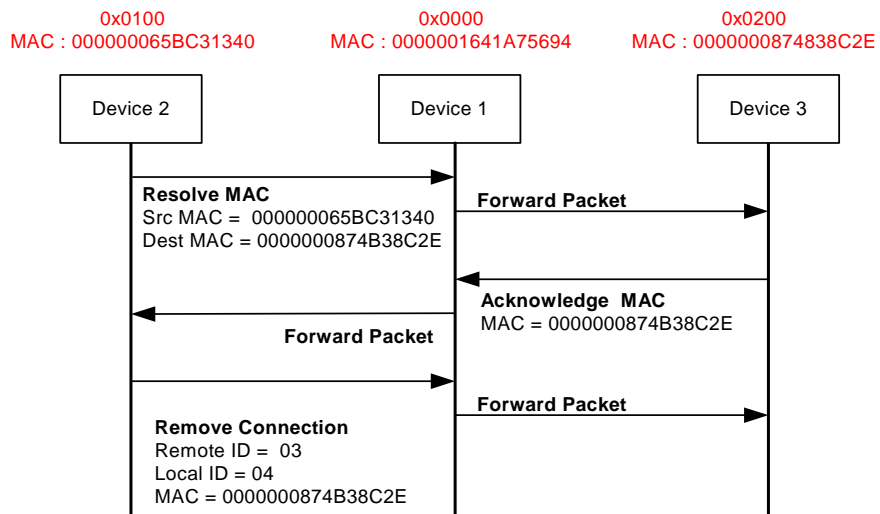 0x0100
MAC : 000000065BC31340
0x0000
MAC : 0000001641A75694
0x0200
MAC : 0000000874838C2E
Device 2
Device 1
Device 3
Resolve MAC
Src MAC = 000000065BC31340
Dest MAC = 0000000874B38C2E
Forward Packet
Acknowledge MAC
MAC = 0000000874B38C2E
Forward Packet
Forward Packet
Remove Connection
Remote ID = 03
Local ID = 04
MAC = 0000000874B38C2E